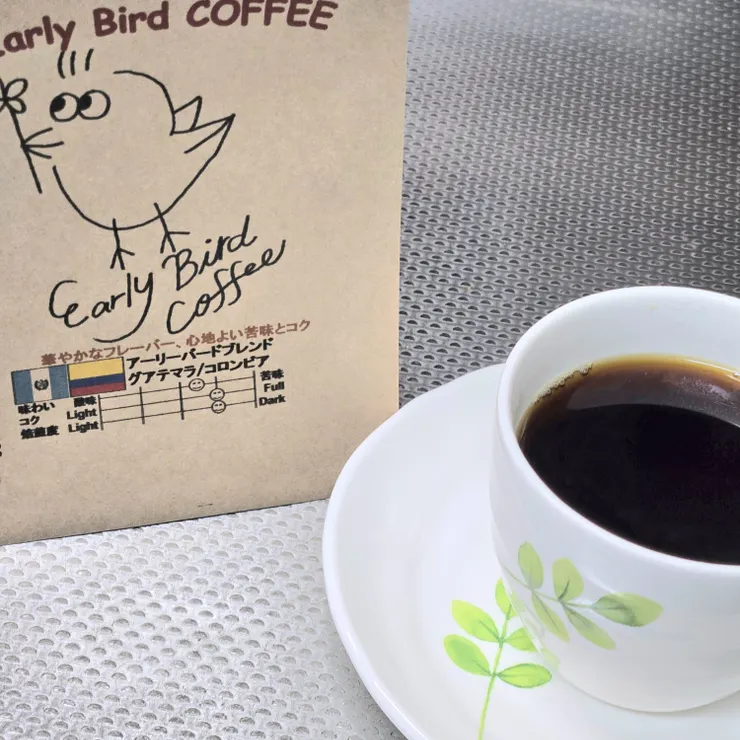 Early Bird COFFEE
Early Bird
Coffee
華やかなフレーバー、心地よい苦味とコク
アーリーバードブレンド
グアテマラ/コロンビア
味わい 酸味 苦味
コク Light Full
焙煎度 Light Dark